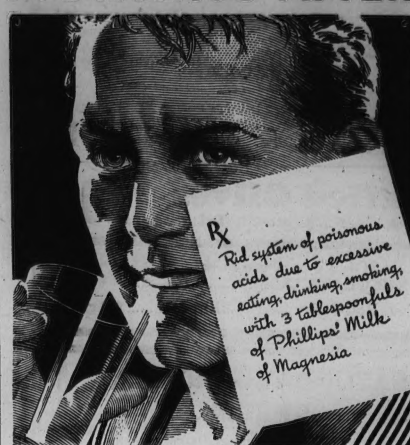 Rx
Rid system of poisonous
acids due to excessive
eating, drinking, smoking,
with 3 tablespoonfuls
of Phillips' Milk
of Magnesia